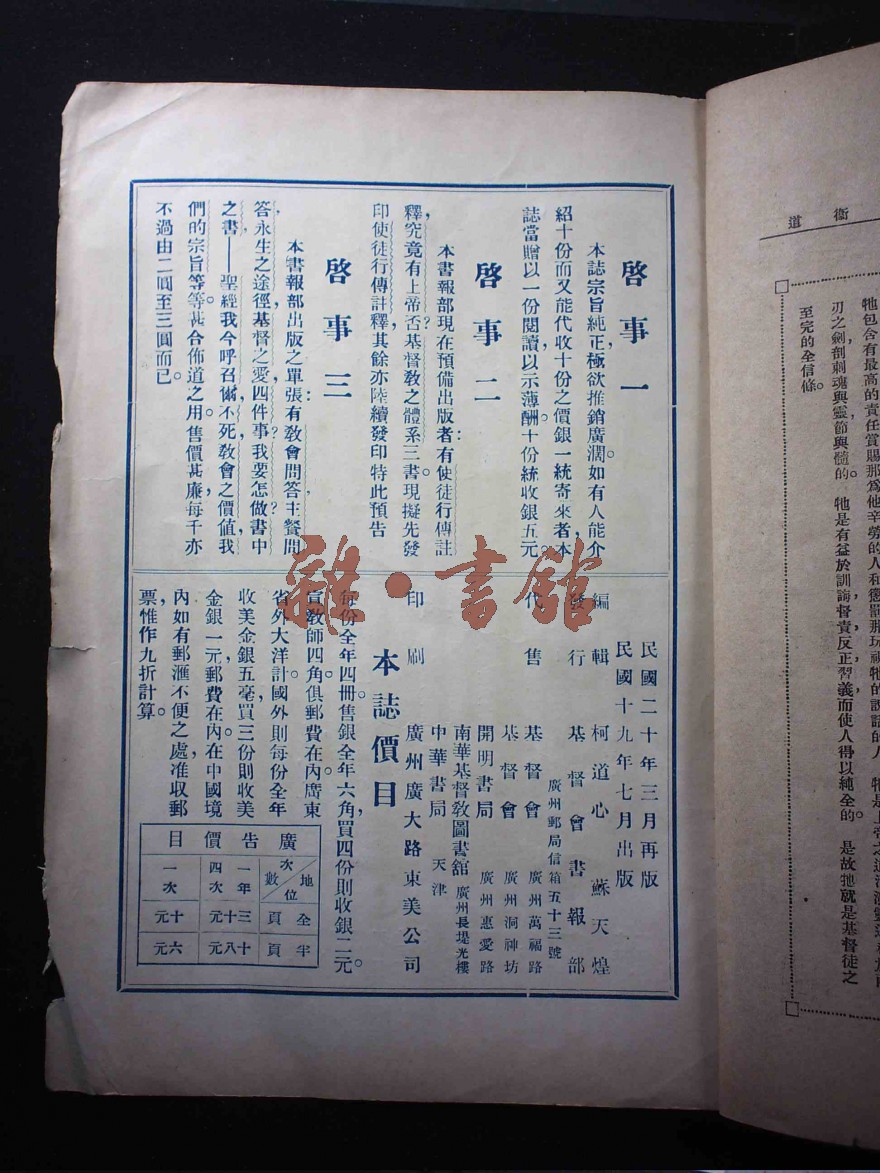 啓事一
本誌宗旨純正極欲推銷廣濶。如有人能介
紹十份而又能代收十份之價銀一統寄來者，本
誌當贈以一份閱讀以示薄酬。十份統收銀五元。
啓事二
本書報部現在預備出版者：有使徒行傳註
釋，究竟有上帝否？基督教之體系三書。現擬先發
印使徒行傳註釋，其餘亦陸續發印特此預告
啓事三
本書報部出版之單張有教會問答，主餐問
答，永生之途徑，基督之愛，四件事，我要怎做？書中
之書——聖經，我今呼召爾，不死，教會之價値，我
們的宗旨等等。甚合佈道之用。售價甚廉，每千亦
不過由二圓至三圓而已。
民國二十年三月再版
民國十九年七月出版
編輯 柯道心 蘇天煌
發行 基督會書報部
廣州郵局信箱五十三號
代售 基督會 廣州萬福路
基督會 廣州洞神坊
開明書局 廣州惠愛路
南華基督敎圖書舘 廣州長堤光樓
中華書局 天津
印刷 廣州廣大路東美公司
本誌價目
每份全年四冊售銀全年六角，買四份則收銀二元。
宣敎師四角。俱郵費在內。廣東
省外大洋計。國外則每份全年
收美金銀五毫，買三份則收美
金銀一元，郵費在內。在中國境
內如有郵滙不便之處，准收郵
票，惟作九折計算。
廣告價目
地位 次數 一年四次 一次
全頁 三十元 十元
半頁 十八元 六元
雜·書舘
衛道
牠包含有最高的責任賞賜那爲他辛勞的人和懲罰那玩視牠的說話的人
刃之劍，剖刺魂與靈，節與髓的。牠是有益於訓誨，督責，反正，習義，而使人得以純全的。是故牠就是基督徒之
至完的全信條。